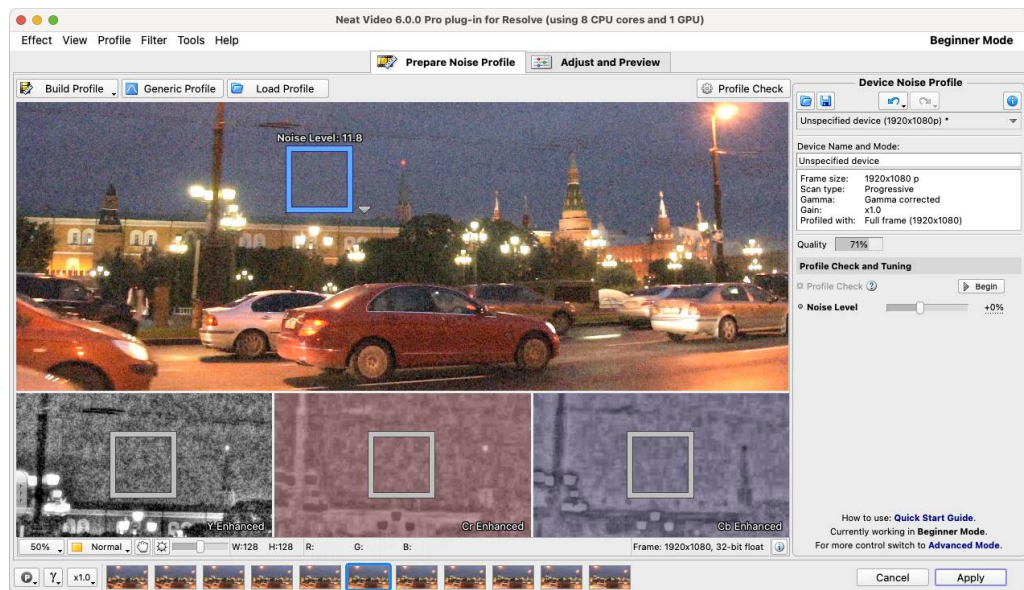 Neat Video 6.0.0 Pro plug-in for Resolve (using 8 CPU cores and 1 GPU)
Effect View Profile Filter Tools Help Beginner Mode
Prepare Noise Profile Adjust and Preview
Build Profile Generic Profile Load Profile Profile Check
Device Noise Profile
Unspecified device (1920x1080p) *
Device Name and Mode:
Unspecified device
Frame size: 1920x1080 p
Scan type: Progressive
Gamma: Gamma corrected
Gain: x1.0
Profiled with: Full frame (1920x1080)
Quality 71%
Profile Check and Tuning
Profile Check Begin
Noise Level +0%
Noise Level: 11.8
Y Enhanced
Cr Enhanced
Cb Enhanced
How to use: Quick Start Guide.
Currently working in Beginner Mode.
For more control switch to Advanced Mode.
50% Normal W:128 H:128 R: G: B: Frame: 1920x1080, 32-bit float
x1.0
Cancel Apply